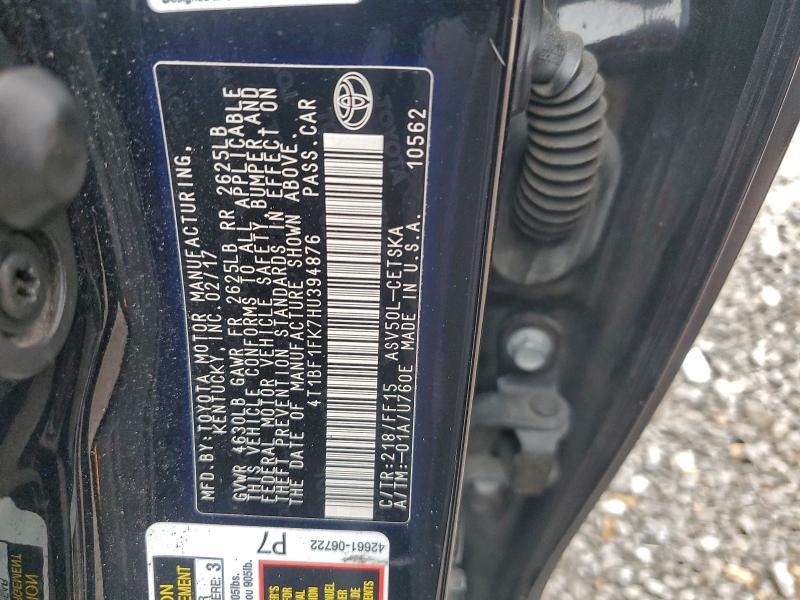 MFD.BY:TOYOTA MOTOR MANUFACTURING,
KENTUCKY, INC. 02/17
GVWR 4630LB GAWR FR 2625LB RR 2625LB
THIS VEHICLE CONFORMS TO ALL APPLICABLE
FEDERAL MOTOR VEHICLE SAFETY, BUMPER AND
THEFT PREVENTION STANDARDS IN EFFECT ON
THE DATE OF MANUFACTURE SHOWN ABOVE.
4T1BF1FK7HU394876 PASS.CAR
C/TR:218/FF15 ASV50L-CETSKA
A/TM:-01A/U760E MADE IN U.S.A. 10562
42661-06722
P7